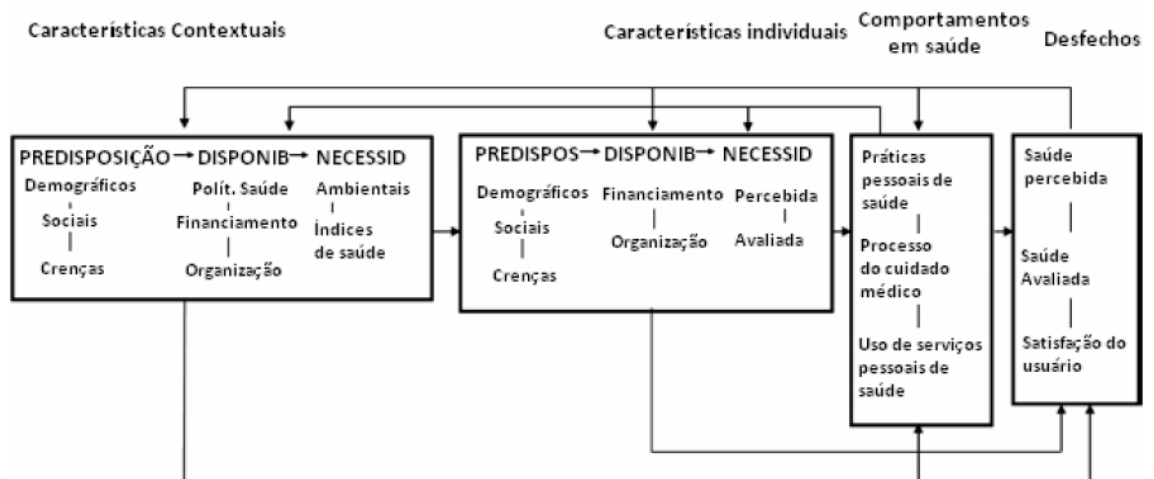 Características Contextuais
Características individuais
Comportamentos
em saúde
Desfechos
PREDISPOSIÇÃO DISPONIB NECESSID
Demográficos
Sociais
Crenças
Polít. Saúde
Financiamento
Organização
Ambientais
Índices
de saúde
PREDISPOS DISPONIB NECESSID
Demográficos
Sociais
Crenças
Financiamento
Organização
Percebida
Avaliada
Práticas
pessoais de
saúde
Processo
do cuidado
médico
Uso de serviços
pessoais de
saúde
Saúde
percebida
Saúde
Avaliada
Satisfação do
usuário